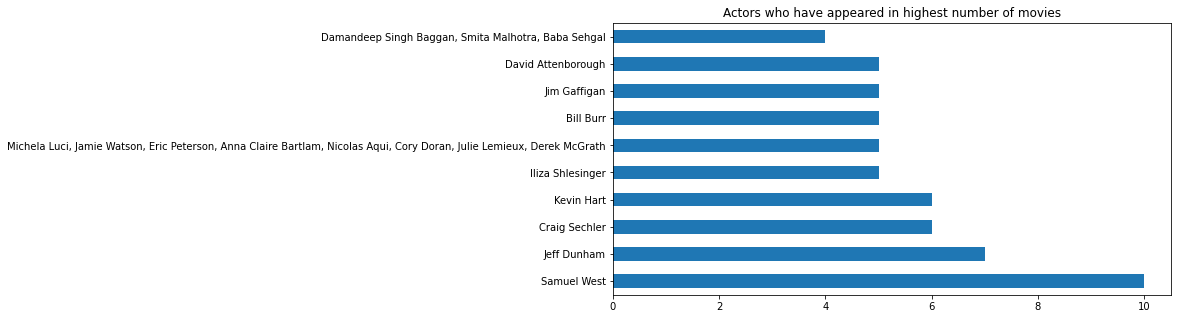 Actors who have appeared in highest number of movies
Damandeep Singh Baggan, Smita Malhotra, Baba Sehgal
David Attenborough
Jim Gaffigan
Bill Burr
Michela Luci, Jamie Watson, Eric Peterson, Anna Claire Bartlam, Nicolas Aqui, Cory Doran, Julie Lemieux, Derek McGrath
Iliza Shlesinger
Kevin Hart
Craig Sechler
Jeff Dunham
Samuel West
0 2 4 6 8 10